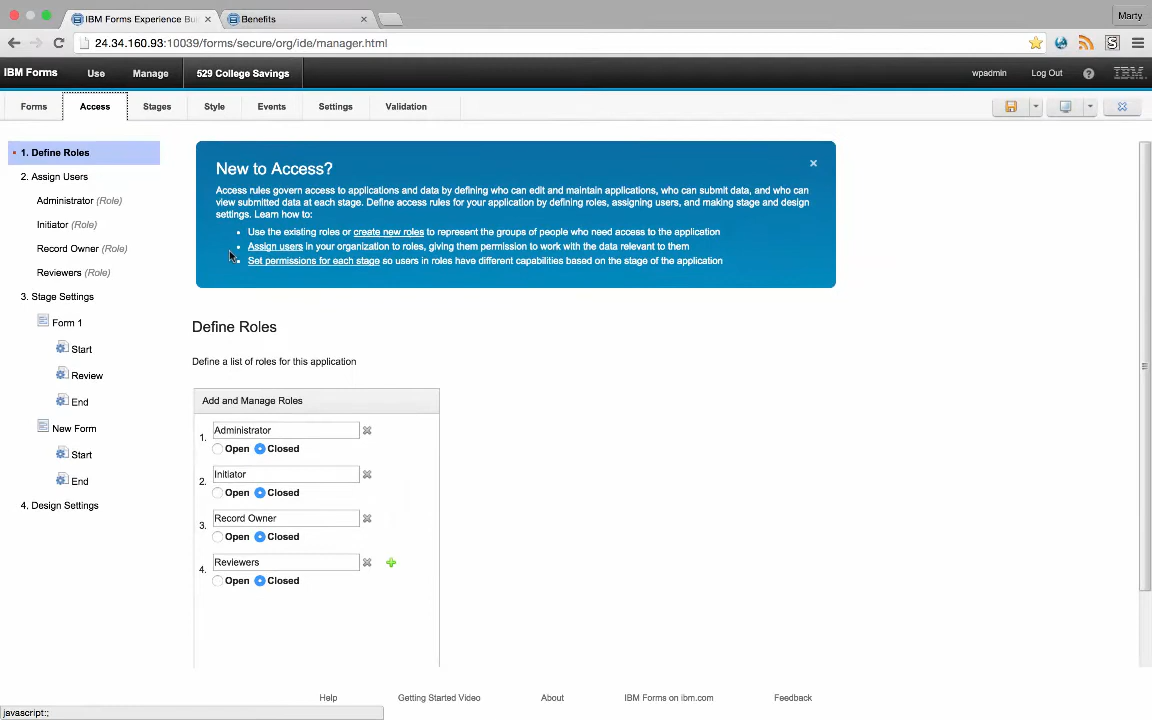 IBM Forms Experience Bu
Benefits
Marty
24.34.160.93:10039/forms/secure/org/ide/manager.html
IBM Forms
Use
Manage
529 College Savings
wpadmin
Log Out
IBM
Forms
Access
Stages
Style
Events
Settings
Validation
1. Define Roles
2. Assign Users
Administrator (Role)
Initiator (Role)
Record Owner (Role)
Reviewers (Role)
3. Stage Settings
Form 1
Start
Review
End
New Form
Start
End
4. Design Settings
New to Access?
Access rules govern access to applications and data by defining who can edit and maintain applications, who can submit data, and who can
view submitted data at each stage. Define access rules for your application by defining roles, assigning users, and making stage and design
settings. Learn how to:
Use the existing roles or create new roles to represent the groups of people who need access to the application
Assign users in your organization to roles, giving them permission to work with the data relevant to them
Set permissions for each stage so users in roles have different capabilities based on the stage of the application
Define Roles
Define a list of roles for this application
Add and Manage Roles
1. Administrator
Open Closed
2. Initiator
Open Closed
3. Record Owner
Open Closed
4. Reviewers
Open Closed
Help
Getting Started Video
About
IBM Forms on ibm.com
Feedback
javascript:;